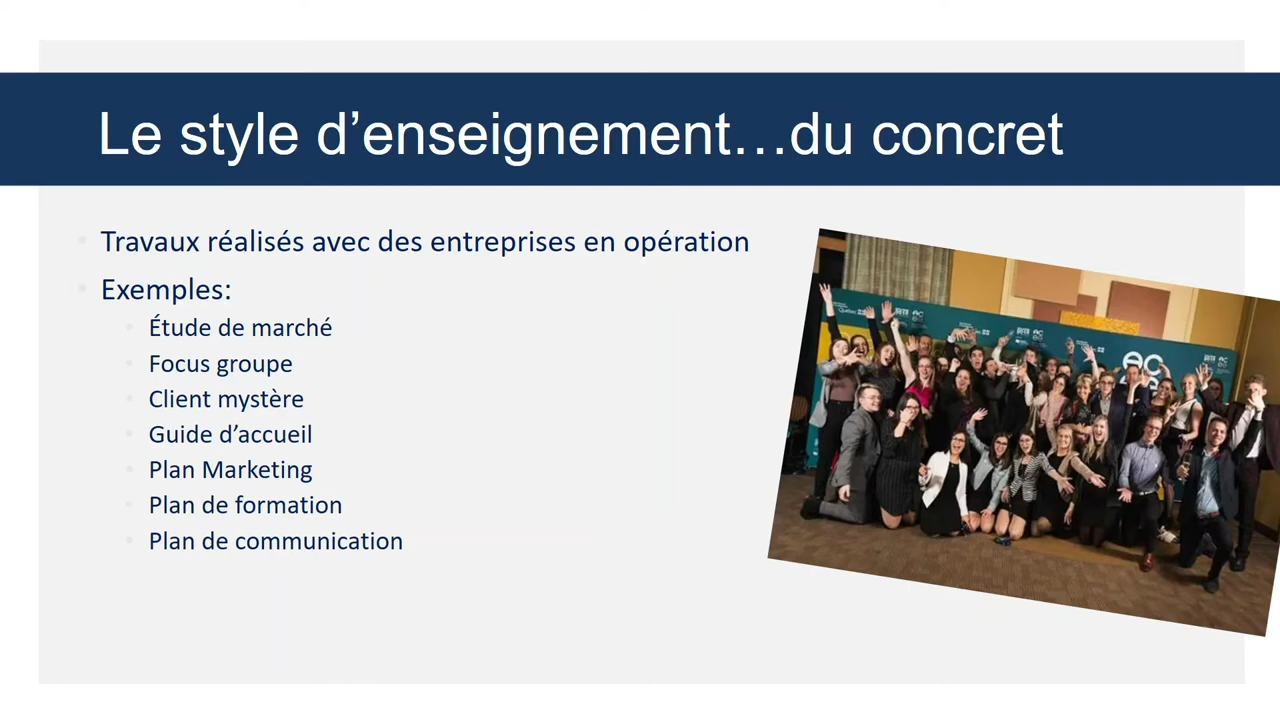 Le style d’enseignement…du concret
Travaux réalisés avec des entreprises en opération
Exemples:
Étude de marché
Focus groupe
Client mystère
Guide d’accueil
Plan Marketing
Plan de formation
Plan de communication
Québec